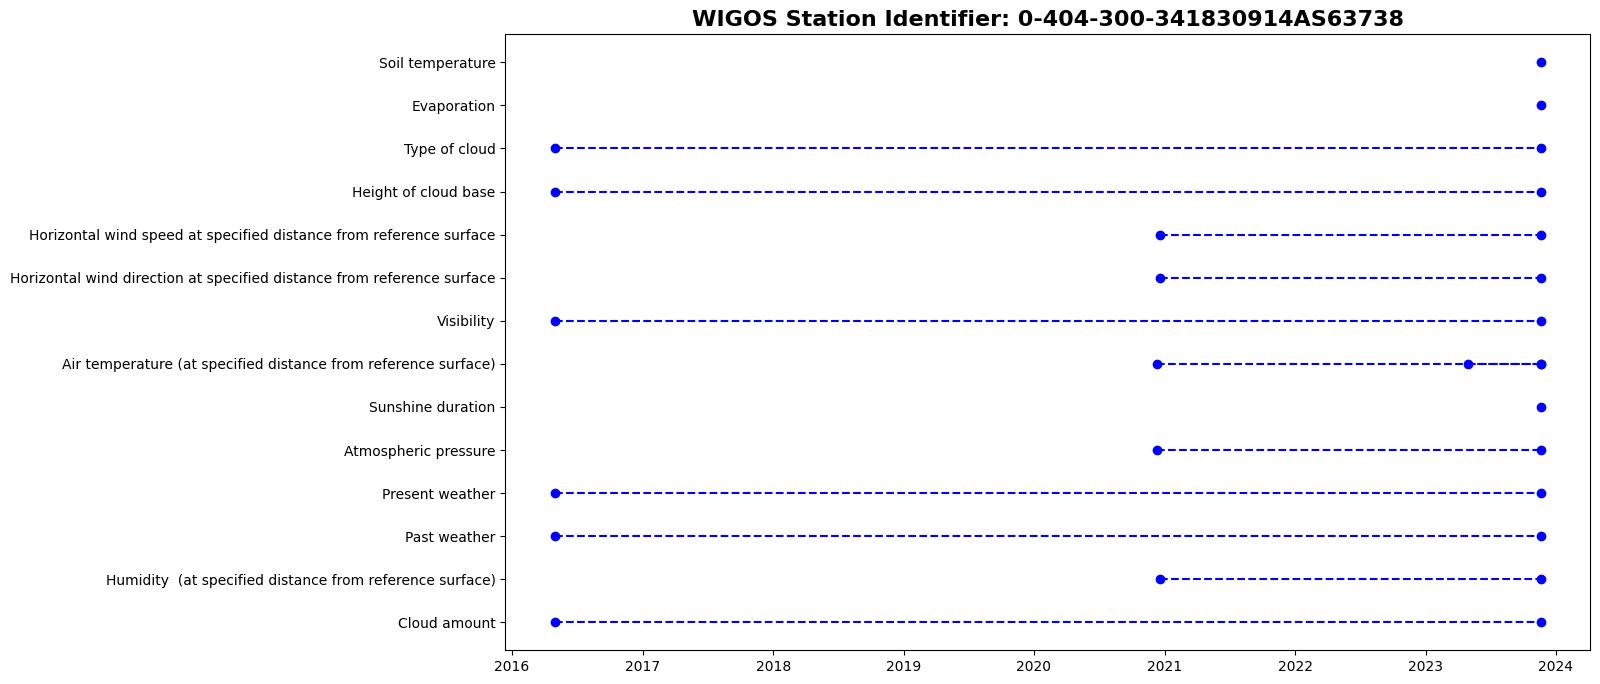 WIGOS Station Identifier: 0-404-300-341830914AS63738
Soil temperature
Evaporation
Type of cloud
Height of cloud base
Horizontal wind speed at specified distance from reference surface
Horizontal wind direction at specified distance from reference surface
Visibility
Air temperature (at specified distance from reference surface)
Sunshine duration
Atmospheric pressure
Present weather
Past weather
Humidity  (at specified distance from reference surface)
Cloud amount
2016 2017 2018 2019 2020 2021 2022 2023 2024